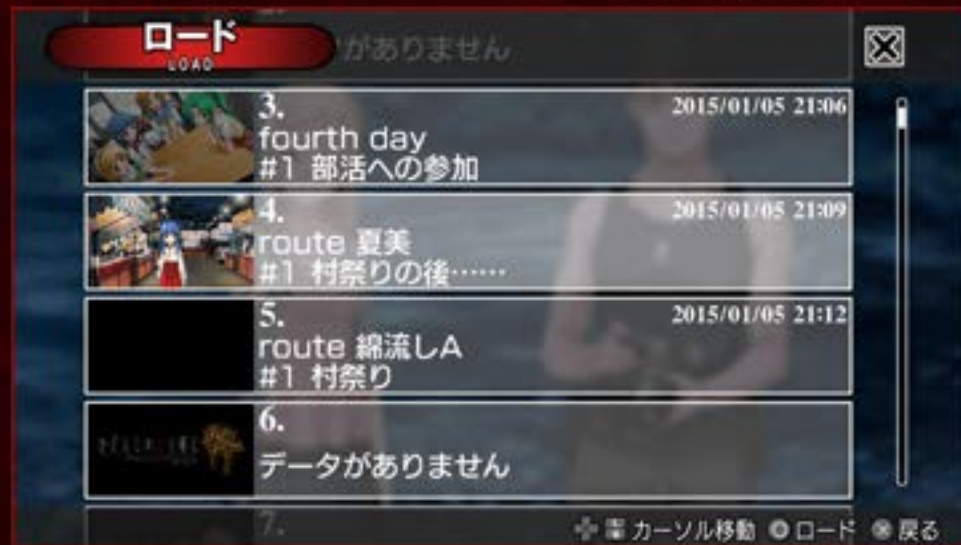 ロード
LOAD
がありません
3.
2015/01/05 21:06
fourth day
#1 部活への参加
4.
2015/01/05 21:09
route 夏美
#1 村祭りの後……
5.
2015/01/05 21:12
route 綿流しA
#1 村祭り
6.
データがありません
7.
カーソル移動 ロード 戻る